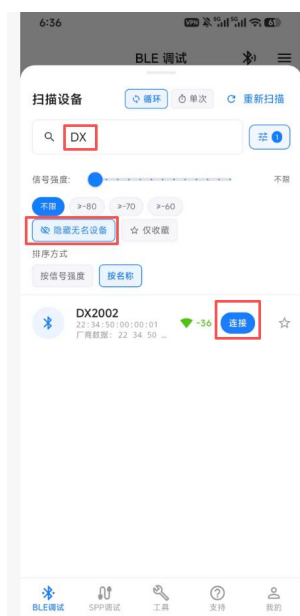 6:36
VPN 5G 5G 63
BLE 调试
扫描设备
循环 单次 重新扫描
DX
1
信号强度: 不限
不限 ≥-80 ≥-70 ≥-60
隐藏无名设备 仅收藏
排序方式
按信号强度 按名称
DX2002
22:34:50:00:00:01 -36 连接
厂商数据: 22 34 50 …
BLE调试 SPP调试 工具 支持 我的